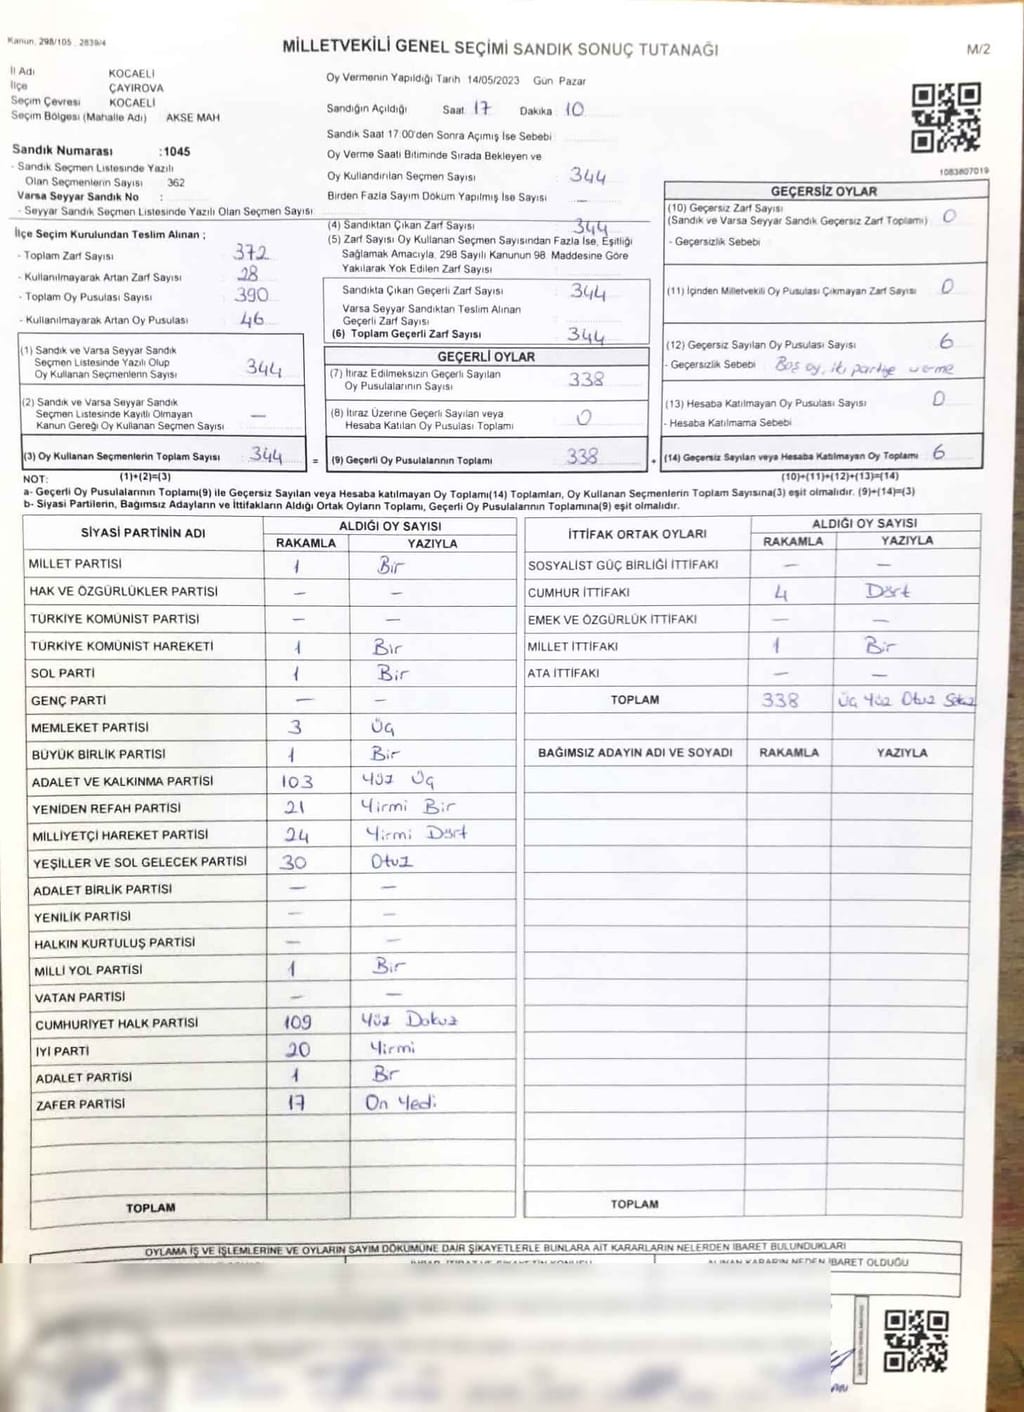 Kanun. 298/105 2839/4
MİLLETVEKİLİ GENEL SEÇİMİ SANDIK SONUÇ TUTANAĞI
M/2
İl Adı KOCAELİ
İlçe ÇAYIROVA
Seçim Çevresi KOCAELİ
Seçim Bölgesi (Mahalle Adı) AKSE MAH
Sandık Numarası :1045
- Sandık Seçmen Listesinde Yazılı
Olan Seçmenlerin Sayısı 362
Varsa Seyyar Sandık No :
- Seyyar Sandık Seçmen Listesinde Yazılı Olan Seçmen Sayısı
Oy Vermenin Yapıldığı Tarih 14/05/2023 Gün Pazar
Sandığın Açıldığı Saat 17 Dakika 10
Sandık Saat 17.00'den Sonra Açımış İse Sebebi
Oy Verme Saati Bitiminde Sırada Bekleyen ve
Oy Kullandırılan Seçmen Sayısı 344
Birden Fazla Sayım Döküm Yapılmış İse Sayısı —
1083807019
İlçe Seçim Kurulundan Teslim Alınan ;
- Toplam Zarf Sayısı 372
- Kullanılmayarak Artan Zarf Sayısı 28
- Toplam Oy Pusulası Sayısı 390
- Kullanılmayarak Artan Oy Pusulası 46
(1) Sandık ve Varsa Seyyar Sandık
Seçmen Listesinde Yazılı Olup
Oy Kullanan Seçmenlerin Sayısı 344
(2) Sandık ve Varsa Seyyar Sandık
Seçmen Listesinde Kayıtlı Olmayan
Kanun Gereği Oy Kullanan Seçmen Sayısı —
(3) Oy Kullanan Seçmenlerin Toplam Sayısı 344 =
(4) Sandıktan Çıkan Zarf Sayısı 344
(5) Zarf Sayısı Oy Kullanan Seçmen Sayısından Fazla İse, Eşitliği
Sağlamak Amacıyla, 298 Sayılı Kanunun 98. Maddesine Göre
Yakılarak Yok Edilen Zarf Sayısı
Sandıkta Çıkan Geçerli Zarf Sayısı 344
Varsa Seyyar Sandıktan Teslim Alınan
Geçerli Zarf Sayısı
(6) Toplam Geçerli Zarf Sayısı 344
GEÇERLİ OYLAR
(7) İtiraz Edilmeksizin Geçerli Sayılan
Oy Pusulalarının Sayısı 338
(8) İtiraz Üzerine Geçerli Sayılan veya
Hesaba Katılan Oy Pusulası Toplamı 0
(9) Geçerli Oy Pusulalarının Toplamı 338 +
GEÇERSİZ OYLAR
(10) Geçersiz Zarf Sayısı
(Sandık ve Varsa Seyyar Sandık Geçersiz Zarf Toplamı) 0
- Geçersizlik Sebebi
(11) İçinden Milletvekili Oy Pusulası Çıkmayan Zarf Sayısı 0
(12) Geçersiz Sayılan Oy Pusulası Sayısı 6
- Geçersizlik Sebebi Boş oy, iki partiye verme
(13) Hesaba Katılmayan Oy Pusulası Sayısı 0
- Hesaba Katılmama Sebebi
(14) Geçersiz Sayılan veya Hesaba Katılmayan Oy Toplamı 6
NOT: (1)+(2)=(3) (10)+(11)+(12)+(13)=(14)
a- Geçerli Oy Pusulalarının Toplamı(9) ile Geçersiz Sayılan veya Hesaba katılmayan Oy Toplamı(14) Toplamları, Oy Kullanan Seçmenlerin Toplam Sayısına(3) eşit olmalıdır. (9)+(14)=(3)
b- Siyasi Partilerin, Bağımsız Adayların ve İttifakların Aldığı Ortak Oyların Toplamı, Geçerli Oy Pusulalarının Toplamına(9) eşit olmalıdır.
SİYASİ PARTİNİN ADI ALDIĞI OY SAYISI
RAKAMLA YAZIYLA
MİLLET PARTİSİ 1 Bir
HAK VE ÖZGÜRLÜKLER PARTİSİ — —
TÜRKİYE KOMÜNİST PARTİSİ — —
TÜRKİYE KOMÜNİST HAREKETİ 1 Bir
SOL PARTİ 1 Bir
GENÇ PARTİ — —
MEMLEKET PARTİSİ 3 Üç
BÜYÜK BİRLİK PARTİSİ 1 Bir
ADALET VE KALKINMA PARTİSİ 103 Yüz Üç
YENİDEN REFAH PARTİSİ 21 Yirmi Bir
MİLLİYETÇİ HAREKET PARTİSİ 24 Yirmi Dört
YEŞİLLER VE SOL GELECEK PARTİSİ 30 Otuz
ADALET BİRLİK PARTİSİ — —
YENİLİK PARTİSİ — —
HALKIN KURTULUŞ PARTİSİ — —
MİLLİ YOL PARTİSİ 1 Bir
VATAN PARTİSİ — —
CUMHURİYET HALK PARTİSİ 109 Yüz Dokuz
İYİ PARTİ 20 Yirmi
ADALET PARTİSİ 1 Bir
ZAFER PARTİSİ 17 On Yedi
TOPLAM
İTTİFAK ORTAK OYLARI ALDIĞI OY SAYISI
RAKAMLA YAZIYLA
SOSYALİST GÜÇ BİRLİĞİ İTTİFAKI — —
CUMHUR İTTİFAKI 4 Dört
EMEK VE ÖZGÜRLÜK İTTİFAKI — —
MİLLET İTTİFAKI 1 Bir
ATA İTTİFAKI — —
TOPLAM 338 Üç Yüz Otuz Sekiz
BAĞIMSIZ ADAYIN ADI VE SOYADI RAKAMLA YAZIYLA
TOPLAM
OYLAMA İŞ VE İŞLEMLERİNE VE OYLARIN SAYIM DÖKÜMÜNE DAİR ŞİKAYETLERLE BUNLARA AİT KARARLARIN NELERDEN İBARET BULUNDUKLARI
ALINAN KARARIN NEDEN İBARET OLDUĞU